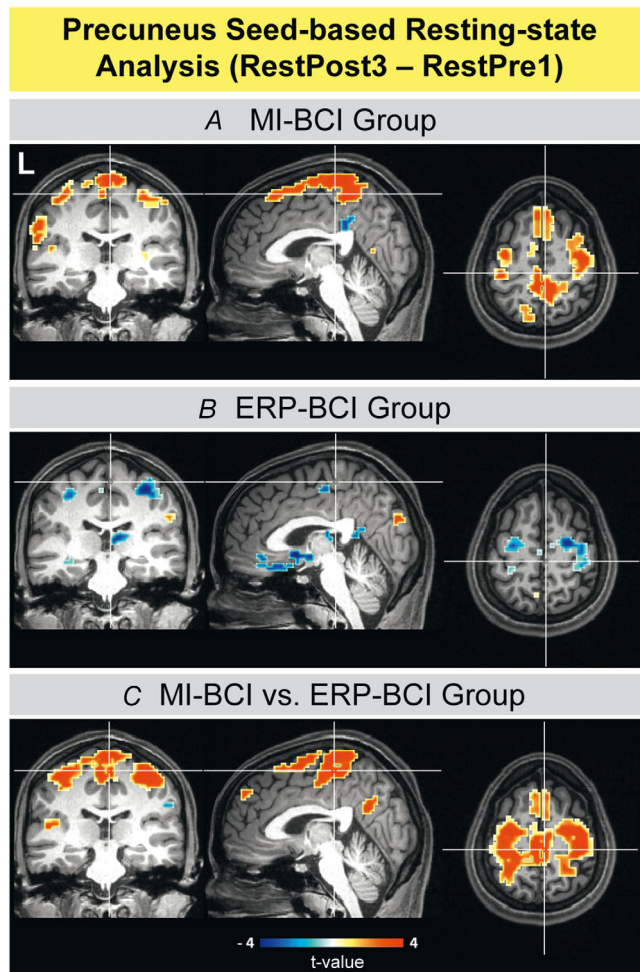 Precuneus Seed-based Resting-state
Analysis (RestPost3 – RestPre1)
A MI-BCI Group
L
B ERP-BCI Group
C MI-BCI vs. ERP-BCI Group
- 4 4
t-value